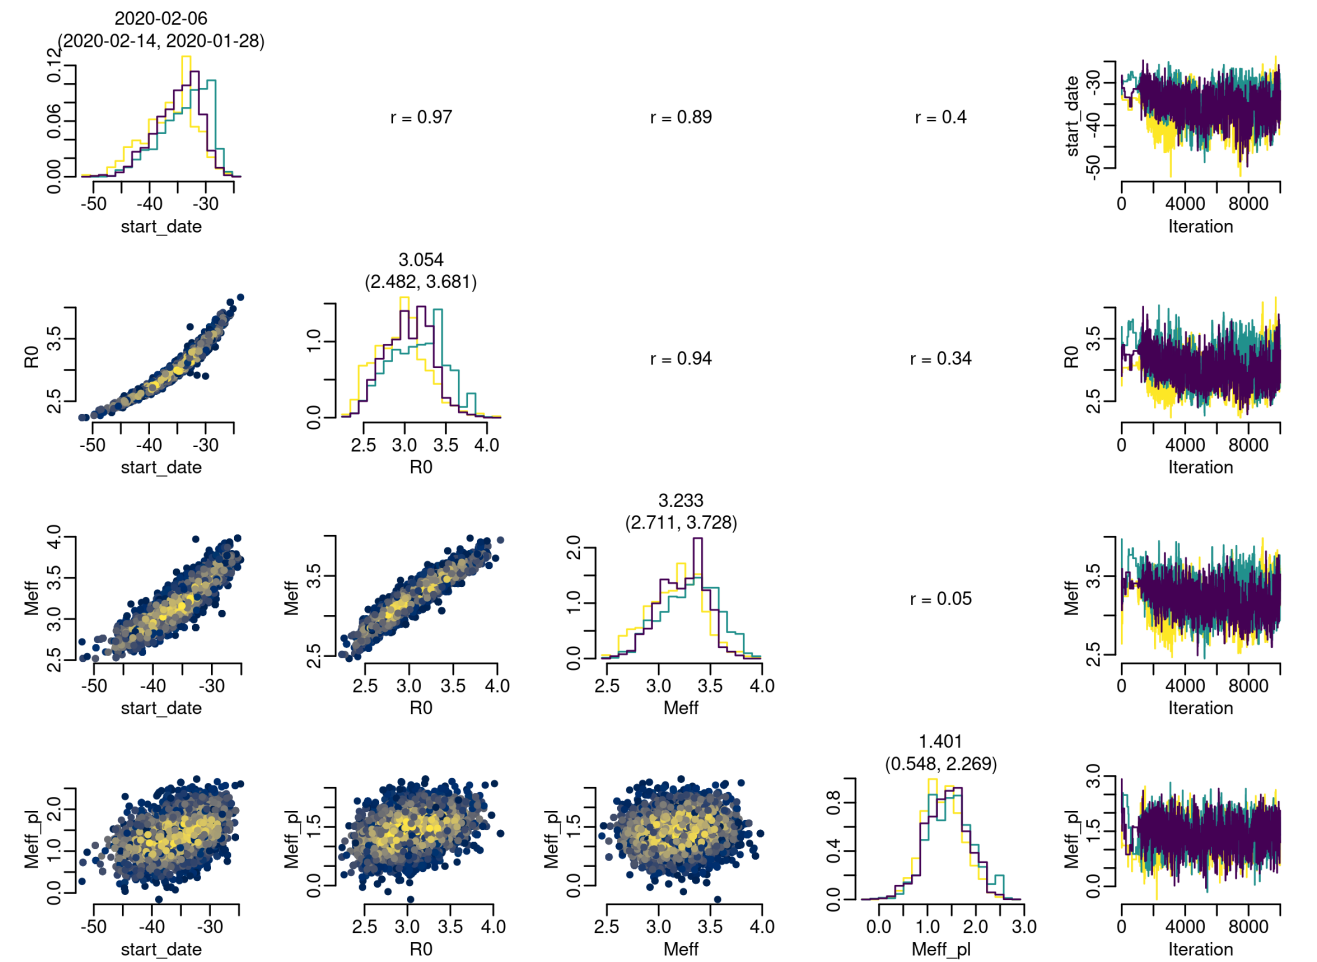 2020-02-06
(2020-02-14, 2020-01-28)
0.00 0.06 0.12
-50 -40 -30
start_date
r = 0.97
r = 0.89
r = 0.4
start_date
-50 -40 -30
0 4000 8000
Iteration
R0
2.5 3.5
-50 -40 -30
start_date
3.054
(2.482, 3.681)
0.0 1.0
2.5 3.0 3.5 4.0
R0
r = 0.94
r = 0.34
R0
2.5 3.5
0 4000 8000
Iteration
Meff
2.5 3.0 3.5 4.0
-50 -40 -30
start_date
Meff
2.5 3.5
2.5 3.0 3.5 4.0
R0
3.233
(2.711, 3.728)
0.0 1.0 2.0
2.5 3.0 3.5 4.0
Meff
r = 0.05
Meff
2.5 3.5
0 4000 8000
Iteration
Meff_pl
0.0 1.0 2.0
-50 -40 -30
start_date
Meff_pl
0.0 1.5
2.5 3.0 3.5 4.0
R0
Meff_pl
0.0 1.5
2.5 3.0 3.5 4.0
Meff
1.401
(0.548, 2.269)
0.0 0.4 0.8
0.0 1.0 2.0 3.0
Meff_pl
Meff_pl
0.0 1.5 3.0
0 4000 8000
Iteration